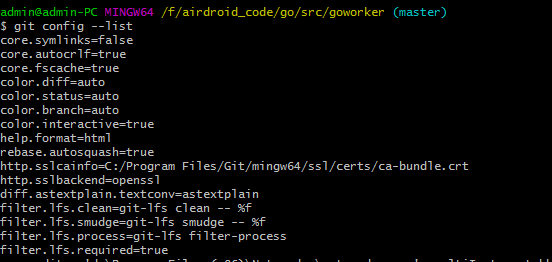 admin@admin-PC MINGW64 /f/airdroid_code/go/src/goworker (master)
$ git config --list
core.symlinks=false
core.autocrlf=true
core.fscache=true
color.diff=auto
color.status=auto
color.branch=auto
color.interactive=true
help.format=html
rebase.autosquash=true
http.sslcainfo=C:/Program Files/Git/mingw64/ssl/certs/ca-bundle.crt
http.sslbackend=openssl
diff.astextplain.textconv=astextplain
filter.lfs.clean=git-lfs clean -- %f
filter.lfs.smudge=git-lfs smudge -- %f
filter.lfs.process=git-lfs filter-process
filter.lfs.required=true